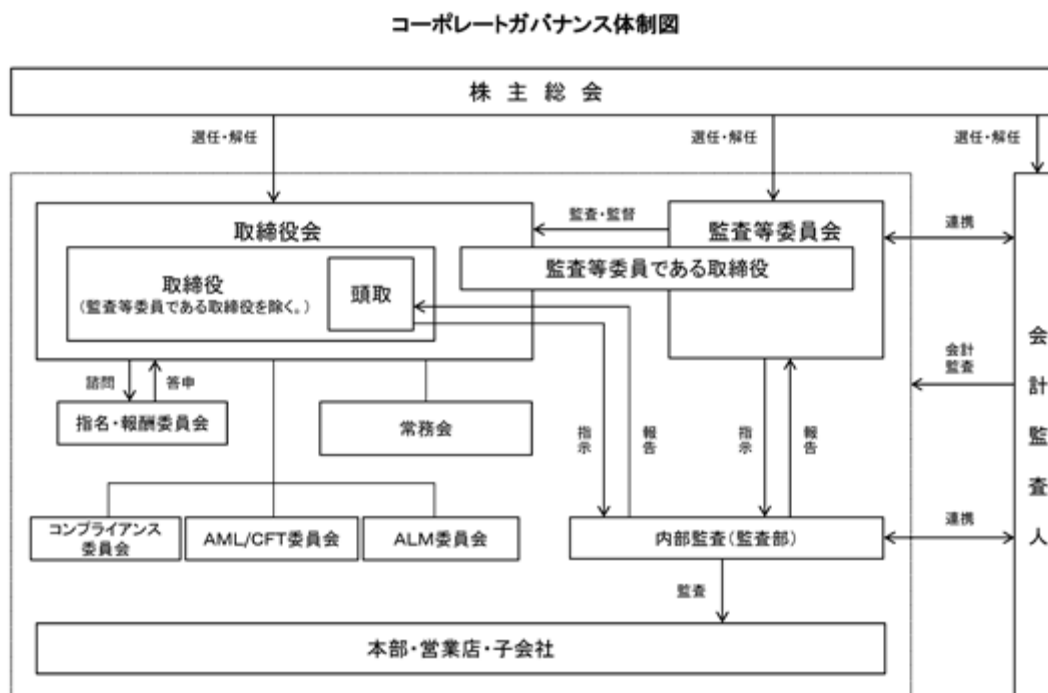 コーポレートガバナンス体制図
株主総会
選任・解任
選任・解任
選任・解任
取締役会
監査・監督
監査等委員会
連携
監査等委員である取締役
取締役
(監査等委員である取締役を除く。)
頭取
会計監査人
会計
監査
諮問
答申
指名・報酬委員会
常務会
指示
報告
指示
報告
コンプライアンス
委員会
AML/CFT委員会
ALM委員会
内部監査(監査部)
連携
監査
本部・営業店・子会社